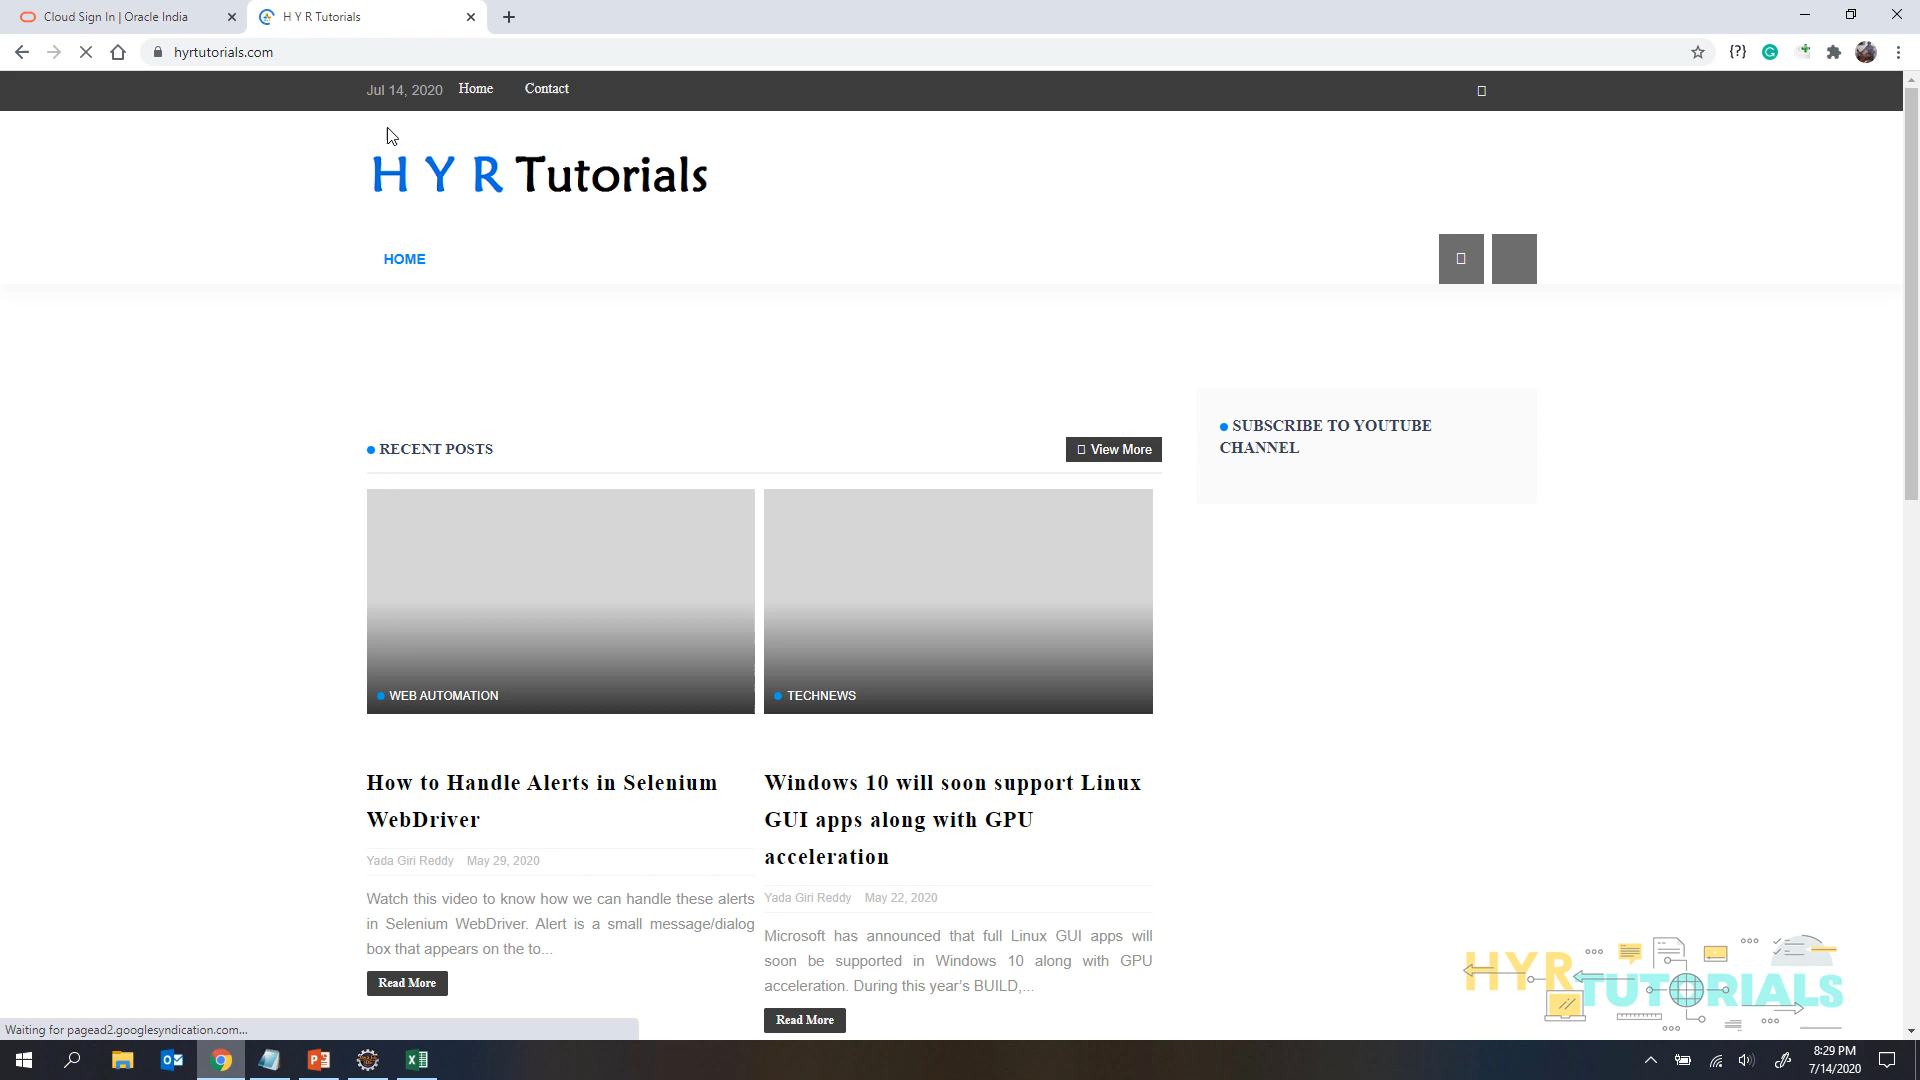 Cloud Sign In | Oracle India
H Y R Tutorials
hyrtutorials.com
Jul 14, 2020 Home Contact
H Y R Tutorials
HOME
RECENT POSTS
View More
SUBSCRIBE TO YOUTUBE
CHANNEL
WEB AUTOMATION
TECHNEWS
How to Handle Alerts in Selenium
WebDriver
Yada Giri Reddy May 29, 2020
Watch this video to know how we can handle these alerts
in Selenium WebDriver. Alert is a small message/dialog
box that appears on the to...
Read More
Windows 10 will soon support Linux
GUI apps along with GPU
acceleration
Yada Giri Reddy May 22, 2020
Microsoft has announced that full Linux GUI apps will
soon be supported in Windows 10 along with GPU
acceleration. During this year's BUILD,...
Read More
HYR TUTORIALS
Waiting for pagead2.googlesyndication.com...
8:29 PM
7/14/2020